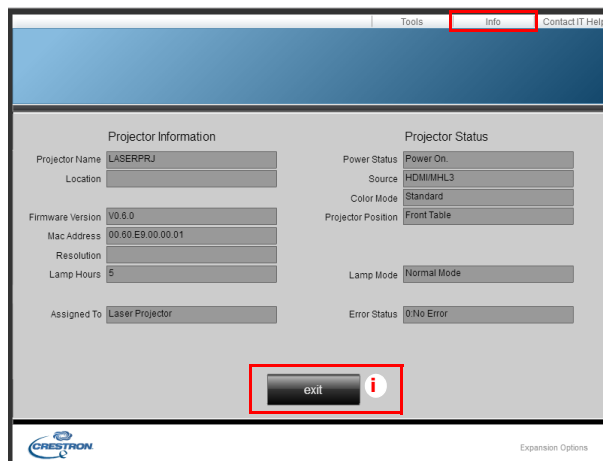 Tools Info Contact IT Help
Projector Information
Projector Name LASERPRJ
Location
Firmware Version V0.6.0
Mac Address 00.60.E9.00.00.01
Resolution
Lamp Hours 5
Assigned To Laser Projector
Projector Status
Power Status Power On.
Source HDMI/MHL3
Color Mode Standard
Projector Position Front Table
Lamp Mode Normal Mode
Error Status 0:No Error
exit i
CRESTRON
Expansion Options